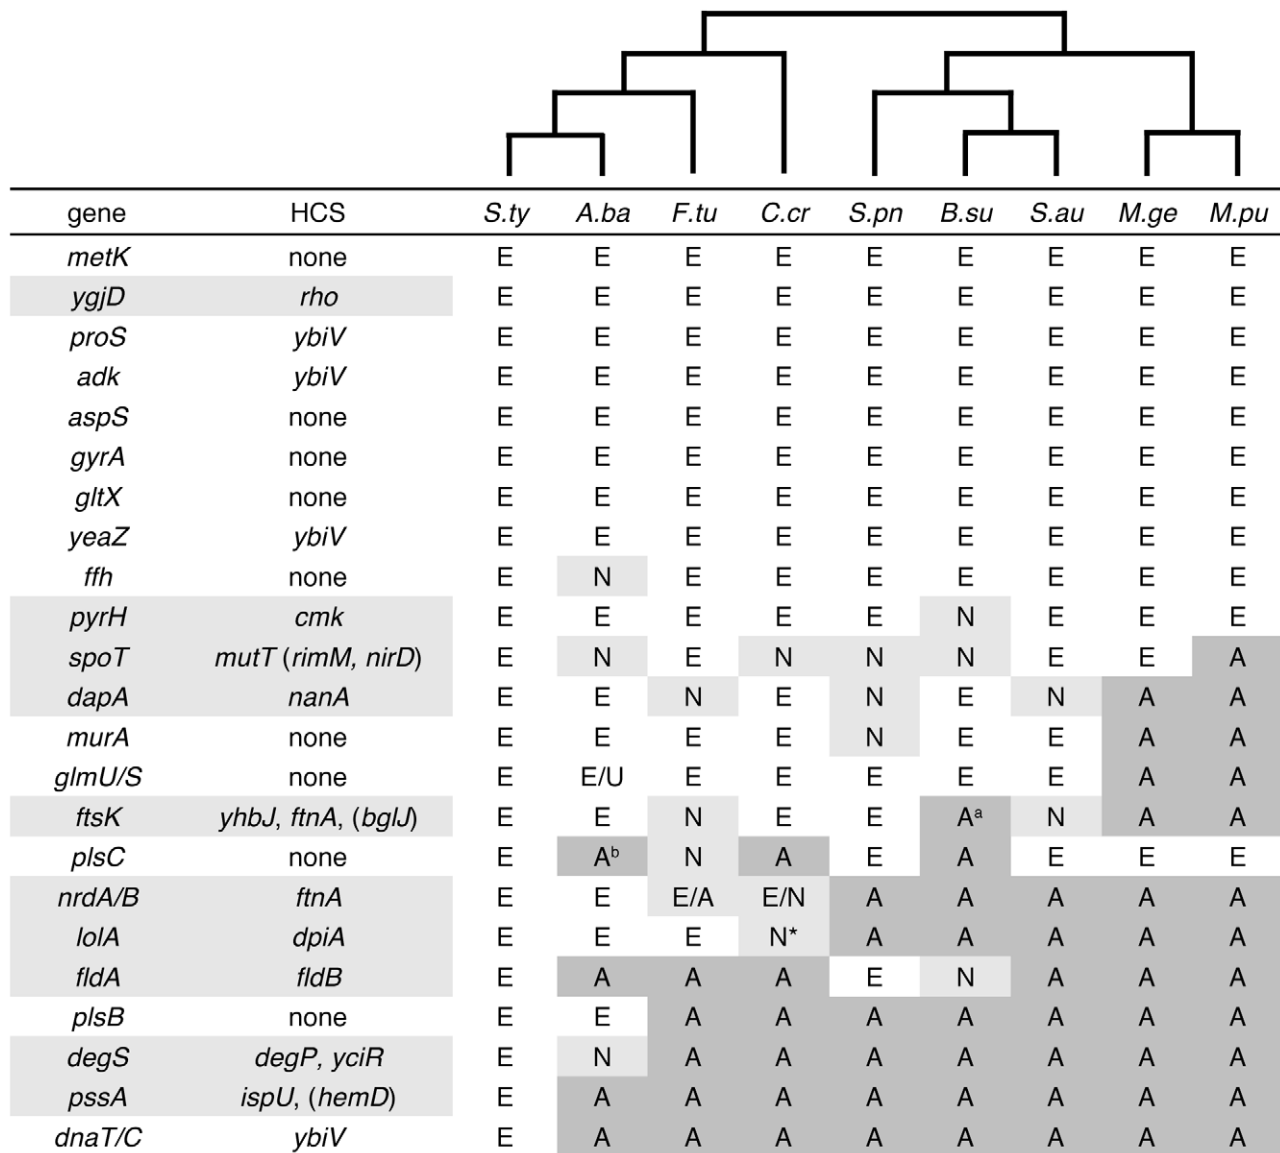 gene HCS S.ty A.ba F.tu C.cr S.pn B.su S.au M.ge M.pu
metK none E E E E E E E E E
ygjD rho E E E E E E E E E
proS ybiV E E E E E E E E E
adk ybiV E E E E E E E E E
aspS none E E E E E E E E E
gyrA none E E E E E E E E E
gltX none E E E E E E E E E
yeaZ ybiV E E E E E E E E E
ffh none E N E E E E E E E
pyrH cmk E E E E E N E E E
spoT mutT (rimM, nirD) E N E N N N E E A
dapA nanA E E N E N E N A A
murA none E E E E N E E A A
glmU/S none E E/U E E E E E A A
ftsK yhbJ, ftnA, (bglJ) E E N E E Aᵃ N A A
plsC none E Aᵇ N A E A E E E
nrdA/B ftnA E E E/A E/N A A A A A
lolA dpiA E E E N* A A A A A
fldA fldB E A A A E N A A A
plsB none E E A A A A A A A
degS degP, yciR E N A A A A A A A
pssA ispU, (hemD) E A A A A A A A A
dnaT/C ybiV E A A A A A A A A